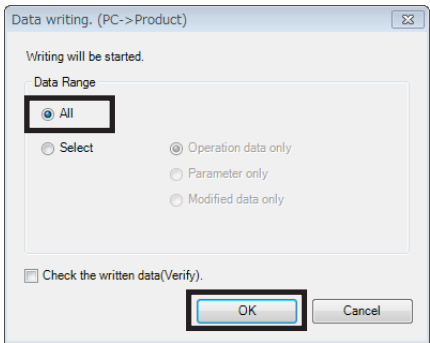 Data writing. (PC->Product)
Writing will be started.
Data Range
All
Select
Operation data only
Parameter only
Modified data only
Check the written data(Verify).
OK
Cancel